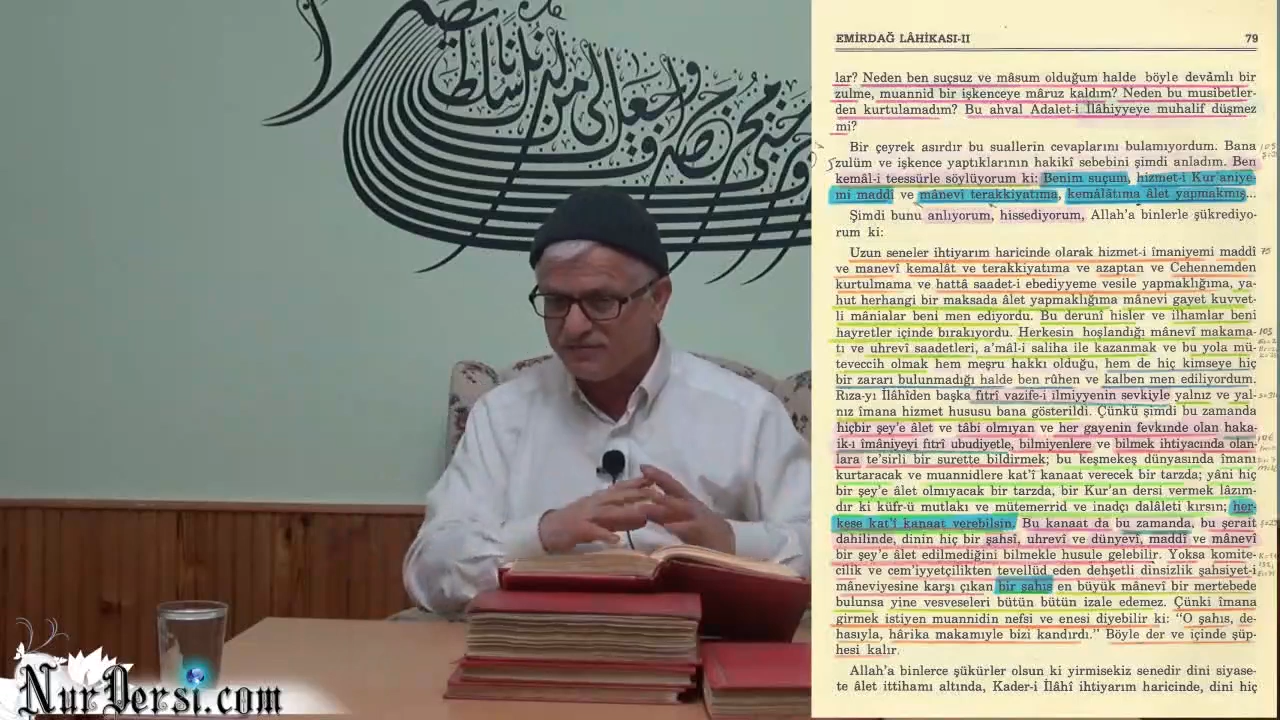 EMİRDAĞ LÂHİKASI-II 79
lar? Neden ben suçsuz ve mâsum olduğum halde böyle devâmlı bir
zulme, muannid bir işkenceye mâruz kaldım? Neden bu musibetler-
den kurtulamadım? Bu ahval Adalet-i İlâhiyyeye muhalif düşmez
mi?
Bir çeyrek asırdır bu suallerin cevaplarını bulamıyordum. Bana
zulüm ve işkence yaptıklarının hakikî sebebini şimdi anladım. Ben
kemâl-i teessürle söylüyorum ki: Benim suçum, hizmet-i Kur'aniye-
mi maddî ve mânevî terakkiyatıma, kemâlâtıma âlet yapmakmış...
Şimdi bunu anlıyorum, hissediyorum, Allah'a binlerle şükrediyo-
rum ki:
Uzun seneler ihtiyarım haricinde olarak hizmet-i îmaniyemi maddî
ve manevî kemalât ve terakkiyatıma ve azaptan ve Cehennemden
kurtulmama ve hattâ saadet-i ebediyyeme vesile yapmaklığıma, ya-
hut herhangi bir maksada âlet yapmaklığıma mânevi gayet kuvvet-
li mânialar beni men ediyordu. Bu derunî hisler ve ilhamlar beni
hayretler içinde bırakıyordu. Herkesin hoşlandığı mânevî makama-
tı ve uhrevî saadetleri, a'mâl-i saliha ile kazanmak ve bu yola mü-
teveccih olmak hem meşru hakkı olduğu, hem de hiç kimseye hiç
bir zararı bulunmadığı halde ben rûhen ve kalben men ediliyordum.
Rıza-yı İlâhîden başka fıtrî vazife-i ilmiyyenin sevkiyle yalnız ve yal-
nız îmana hizmet hususu bana gösterildi. Çünkü şimdi bu zamanda
hiçbir şey'e âlet ve tâbi olmıyan ve her gayenin fevkınde olan haka-
ik-ı îmâniyeyi fıtrî ubudiyetle, bilmiyenlere ve bilmek ihtiyacında olan-
lara te'sirli bir surette bildirmek; bu keşmekeş dünyasında îmanı
kurtaracak ve muannidlere kat'î kanaat verecek bir tarzda; yâni hiç
bir şey'e âlet olmıyacak bir tarzda, bir Kur'an dersi vermek lâzım-
dır ki küfr-ü mutlakı ve mütemerrid ve inadçı dalâleti kırsın; her-
kese kat'î kanaat verebilsin. Bu kanaat da bu zamanda, bu şerait
dahilinde, dinin hiç bir şahsî, uhrevî ve dünyevî, maddî ve mânevî
bir şey'e âlet edilmediğini bilmekle husule gelebilir. Yoksa komite-
cilik ve cem'iyyetçilikten tevellüd eden dehşetli dinsizlik şahsiyet-i
mâneviyesine karşı çıkan bir şahıs en büyük mânevî bir mertebede
bulunsa yine vesveseleri bütün bütün izale edemez. Çünki îmana
girmek istiyen muannidin nefsi ve enesi diyebilir ki: "O şahıs, de-
hasıyla, hârika makamıyle bizi kandırdı." Böyle der ve içinde şüp-
hesi kalır.
Allah'a binlerce şükürler olsun ki yirmisekiz senedir dini siyase-
te âlet ittihamı altında, Kader-i İlâhî ihtiyarım haricinde, dini hiç
NurDersi.com